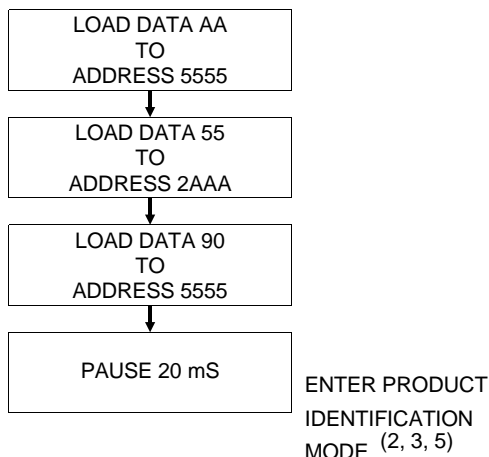 LOAD DATA AA
TO
ADDRESS 5555
LOAD DATA 55
TO
ADDRESS 2AAA
LOAD DATA 90
TO
ADDRESS 5555
PAUSE 20 mS
ENTER PRODUCT
IDENTIFICATION
MODE (2, 3, 5)